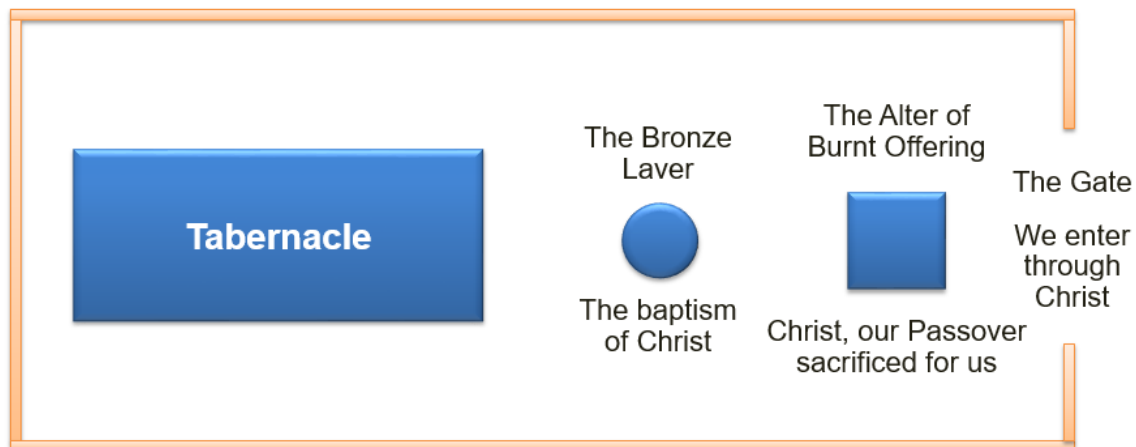 Tabernacle
The Bronze
Laver
The baptism
of Christ
The Alter of
Burnt Offering
Christ, our Passover
sacrificed for us
The Gate
We enter
through
Christ